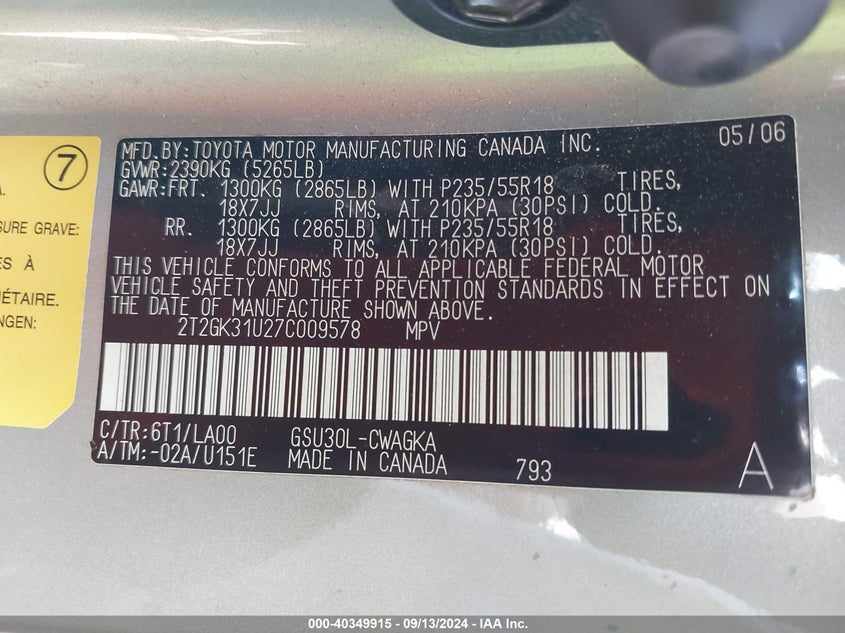 7
A.
SURE GRAVE:
ES À
IÉTAIRE.
NGEN:
MFD.BY:TOYOTA MOTOR MANUFACTURING CANADA INC. 05/06
GVWR:2390KG (5265LB)
GAWR:FRT. 1300KG (2865LB) WITH P235/55R18 TIRES,
18X7JJ RIMS, AT 210KPA (30PSI) COLD.
RR. 1300KG (2865LB) WITH P235/55R18 TIRES,
18X7JJ RIMS, AT 210KPA (30PSI) COLD.
THIS VEHICLE CONFORMS TO ALL APPLICABLE FEDERAL MOTOR
VEHICLE SAFETY AND THEFT PREVENTION STANDARDS IN EFFECT ON
THE DATE OF MANUFACTURE SHOWN ABOVE.
2T2GK31U27C009578 MPV
C/TR:6T1/LA00 GSU30L-CWAGKA
A/TM:-02A/U151E MADE IN CANADA 793 A
000-40349915 - 09/13/2024 - IAA Inc.